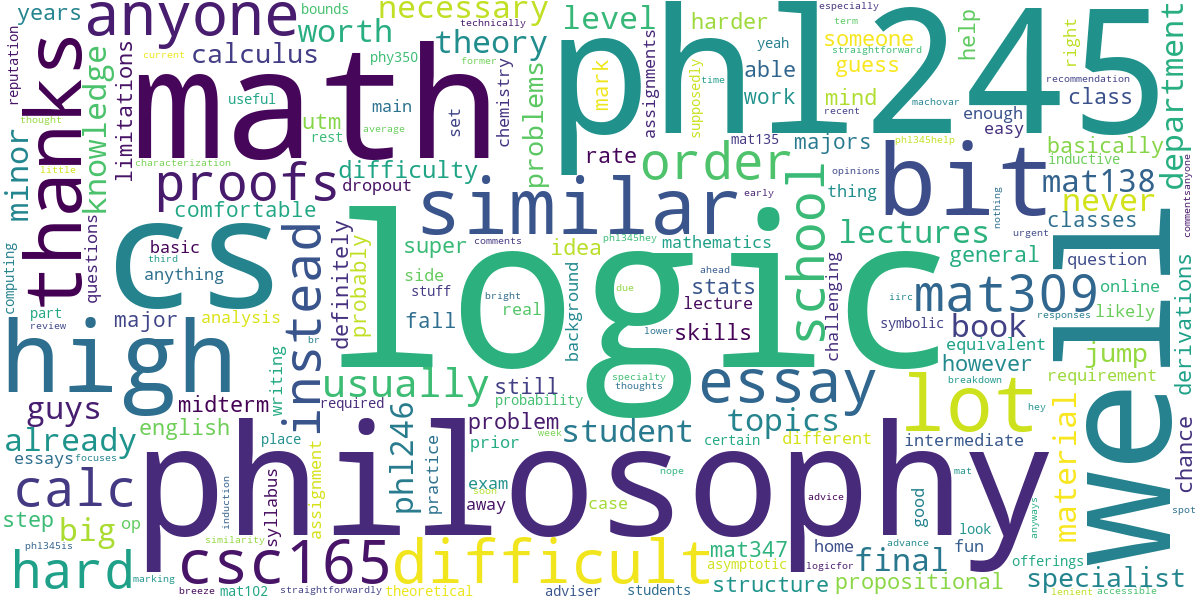 years
reputation
current
thought
anyone
bounds
worth
calculus
necessary
technically
level
harder
especially
term
straightforward
someone
guess
right
help
department
recommendation
class
theory
phy350
former
yeah
able
work
supposedly
time
mark
assignments
mind
machovar
recent
enough
easy
phl345help
basically
inductive
math
phl245
thanks
knowledge
limitations
useful
utm
rest
main
average
set
chemistry
problems
rate
mat135
majors
order
thing
opinions
bit
mat138
never
minor
little
characterization
proofs
difficulty
dropout
comfortable
similar
early
school
lectures
nothing
urgent
classes
commentsanyone
computing
questions
basic
third
anything
cs
instead
definitely
probably
super
comments
phl345hey
idea
mathematics
side
stuff
background
bright
real
due
ahead
stats
lecture
challenging
general
question
online
mat309
iirc
symbolic
book
responses
likely
derivations
part
review
major
analysis
br
fall
logic
lower
skills
equivalent
however
jump
requirement
high
writing
usually
still
probability
specialty
thoughts
essay
breakdown
lot
hey
well
guys
midterm
required
already
english
place
phl246
problem
prior
student
topics
certain
different
intermediate
material
chance
essays
focuses
calc
syllabus
assignment
practice
week
exam
away
case
nope
advice
good
mat
look
fun
anyways
spot
philosophy
step
big
op
induction
similarity
soon
phl345is
marking
hard
csc165
difficult
mat347
asymptotic
home
logicfor
final
advance
offerings
specialist
breeze
mat102
straightforwardly
theoretical
adviser
students
structure
propositional
lenient
accessible